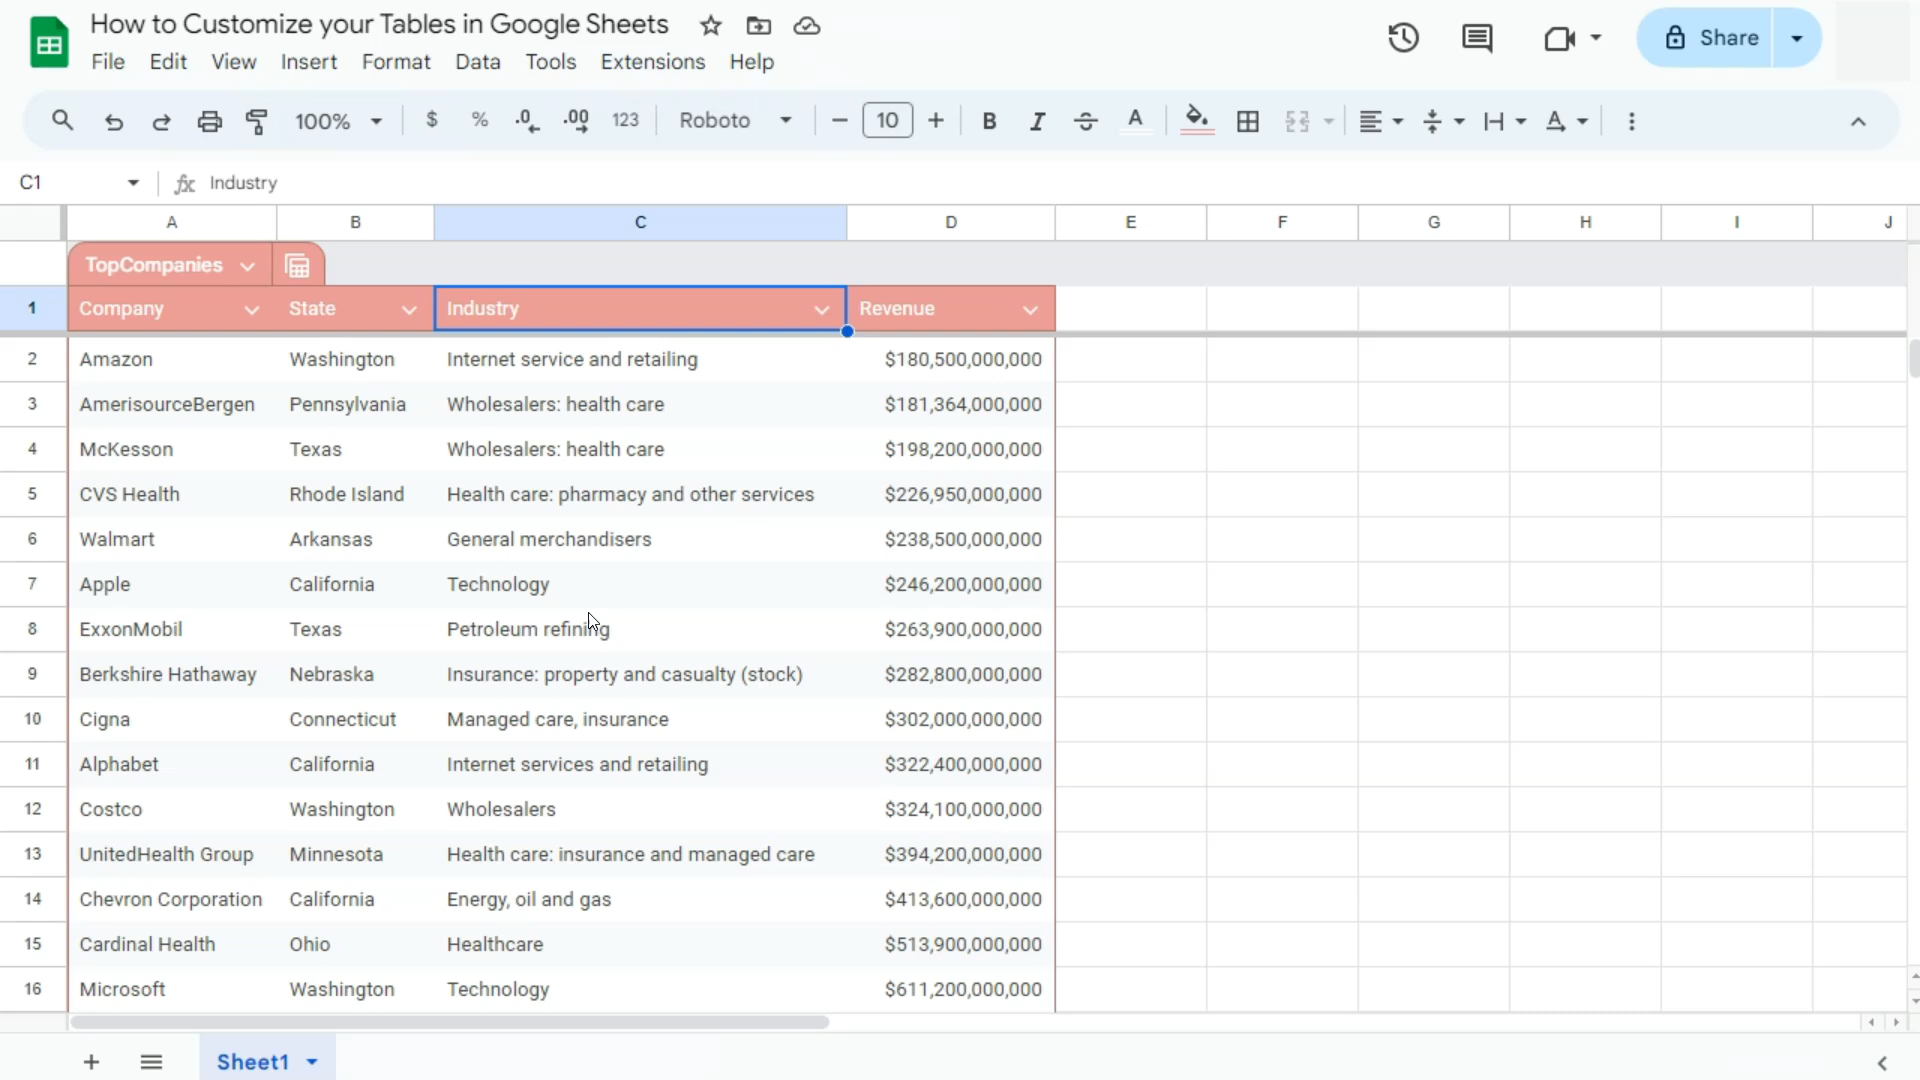 How to Customize your Tables in Google Sheets
File Edit View Insert Format Data Tools Extensions Help
Share
100% $ % .0 .00 123 Roboto 10 B I A A
C1 fx Industry
A B C D E F G H I J
TopCompanies
1 Company State Industry Revenue
2 Amazon Washington Internet service and retailing $180,500,000,000
3 AmerisourceBergen Pennsylvania Wholesalers: health care $181,364,000,000
4 McKesson Texas Wholesalers: health care $198,200,000,000
5 CVS Health Rhode Island Health care: pharmacy and other services $226,950,000,000
6 Walmart Arkansas General merchandisers $238,500,000,000
7 Apple California Technology $246,200,000,000
8 ExxonMobil Texas Petroleum refining $263,900,000,000
9 Berkshire Hathaway Nebraska Insurance: property and casualty (stock) $282,800,000,000
10 Cigna Connecticut Managed care, insurance $302,000,000,000
11 Alphabet California Internet services and retailing $322,400,000,000
12 Costco Washington Wholesalers $324,100,000,000
13 UnitedHealth Group Minnesota Health care: insurance and managed care $394,200,000,000
14 Chevron Corporation California Energy, oil and gas $413,600,000,000
15 Cardinal Health Ohio Healthcare $513,900,000,000
16 Microsoft Washington Technology $611,200,000,000
Sheet1